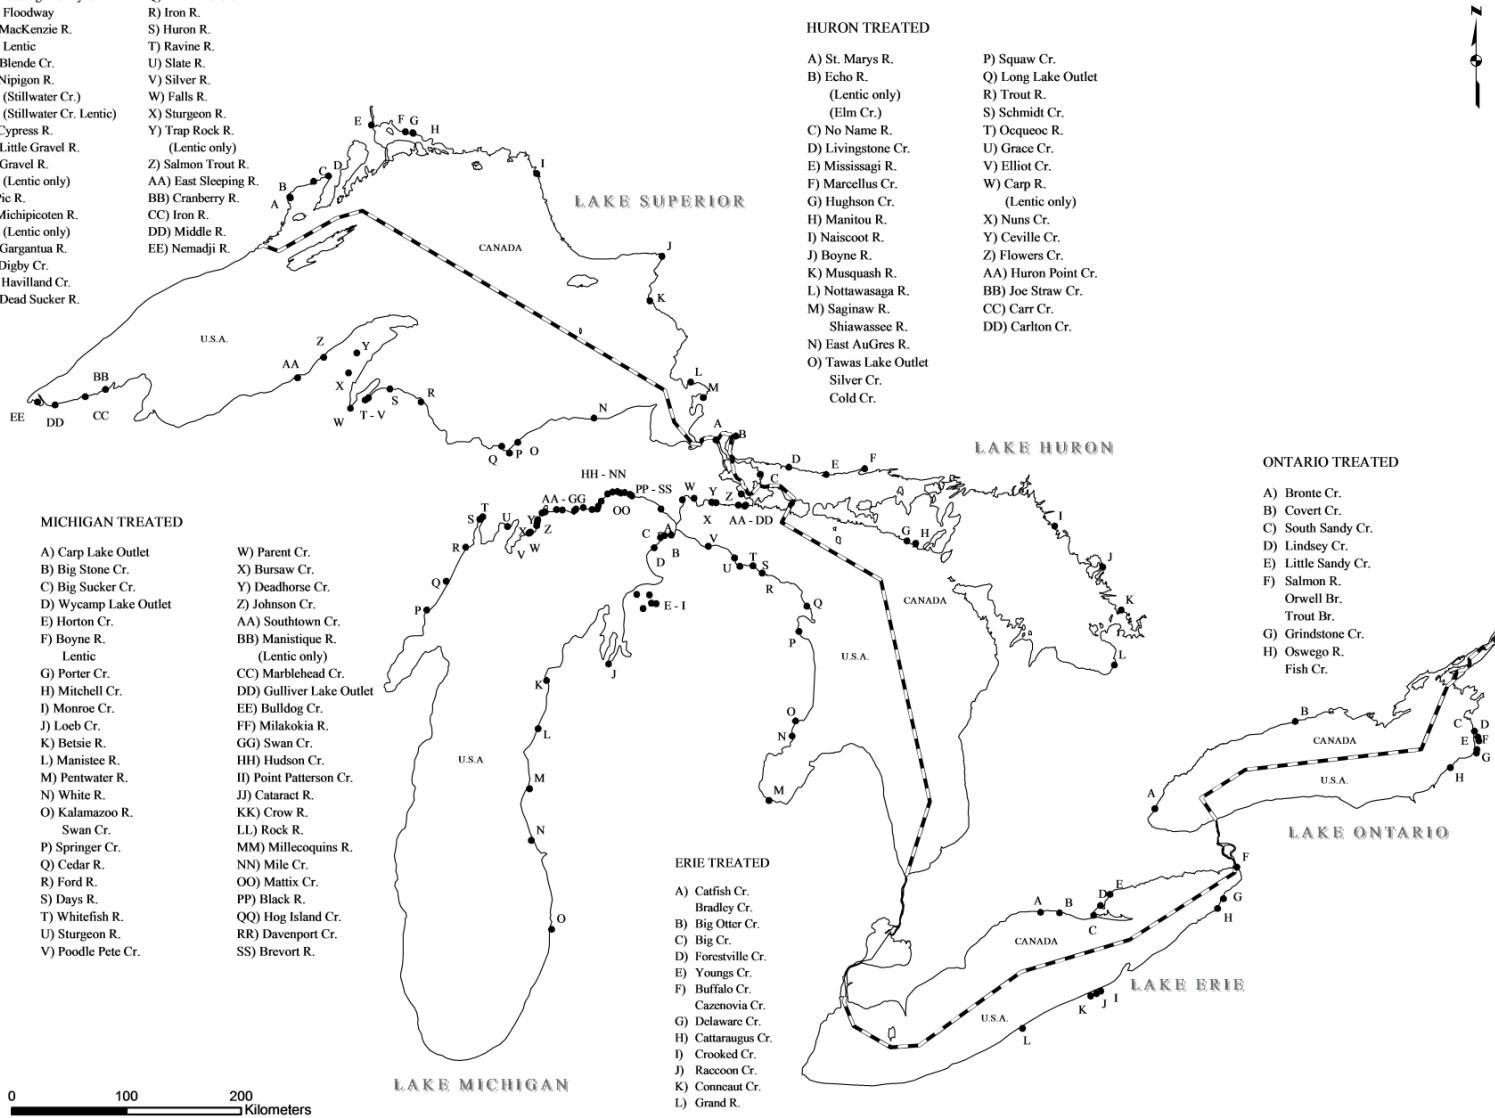 Floodway
MacKenzie R.
Lentic
Blende Cr.
Nipigon R.
(Stillwater Cr.)
(Stillwater Cr. Lentic)
Cypress R.
Little Gravel R.
Gravel R.
(Lentic only)
Pic R.
Michipicoten R.
(Lentic only)
Gargantua R.
Digby Cr.
Havilland Cr.
Dead Sucker R.
R) Iron R.
S) Huron R.
T) Ravine R.
U) Slate R.
V) Silver R.
W) Falls R.
X) Sturgeon R.
Y) Trap Rock R.
(Lentic only)
Z) Salmon Trout R.
AA) East Sleeping R.
BB) Cranberry R.
CC) Iron R.
DD) Middle R.
EE) Nemadji R.
HURON TREATED
A) St. Marys R.
B) Echo R.
(Lentic only)
(Elm Cr.)
C) No Name R.
D) Livingstone Cr.
E) Mississagi R.
F) Marcellus Cr.
G) Hughson Cr.
H) Manitou R.
I) Naiscoot R.
J) Boyne R.
K) Musquash R.
L) Nottawasaga R.
M) Saginaw R.
Shiawassee R.
N) East AuGres R.
O) Tawas Lake Outlet
Silver Cr.
Cold Cr.
P) Squaw Cr.
Q) Long Lake Outlet
R) Trout R.
S) Schmidt Cr.
T) Ocqueoc R.
U) Grace Cr.
V) Elliot Cr.
W) Carp R.
(Lentic only)
X) Nuns Cr.
Y) Ceville Cr.
Z) Flowers Cr.
AA) Huron Point Cr.
BB) Joe Straw Cr.
CC) Carr Cr.
DD) Carlton Cr.
N
E
F G
H
I
C
D
B
A
LAKE SUPERIOR
CANADA
J
K
U.S.A.
Z
Y
AA
X
BB
CC
EE
DD
W
T - V
S
R
N
Q
P
O
L
M
A
B
LAKE HURON
D
E
F
C
G
H
I
J
K
L
CANADA
U.S.A.
W
Y
Z
X
AA - DD
V
U
T
S
R
Q
P
O
N
M
HH - NN
PP - SS
OO
AA - GG
S
T
U
Y
X
Z
V
W
R
Q
P
C
A
B
D
E - I
J
K
L
M
N
O
U.S.A
LAKE MICHIGAN
MICHIGAN TREATED
A) Carp Lake Outlet
B) Big Stone Cr.
C) Big Sucker Cr.
D) Wycamp Lake Outlet
E) Horton Cr.
F) Boyne R.
Lentic
G) Porter Cr.
H) Mitchell Cr.
I) Monroe Cr.
J) Loeb Cr.
K) Betsie R.
L) Manistee R.
M) Pentwater R.
N) White R.
O) Kalamazoo R.
Swan Cr.
P) Springer Cr.
Q) Cedar R.
R) Ford R.
S) Days R.
T) Whitefish R.
U) Sturgeon R.
V) Poodle Pete Cr.
W) Parent Cr.
X) Bursaw Cr.
Y) Deadhorse Cr.
Z) Johnson Cr.
AA) Southtown Cr.
BB) Manistique R.
(Lentic only)
CC) Marblehead Cr.
DD) Gulliver Lake Outlet
EE) Bulldog Cr.
FF) Milakokia R.
GG) Swan Cr.
HH) Hudson Cr.
II) Point Patterson Cr.
JJ) Cataract R.
KK) Crow R.
LL) Rock R.
MM) Millecoquins R.
NN) Mile Cr.
OO) Mattix Cr.
PP) Black R.
QQ) Hog Island Cr.
RR) Davenport Cr.
SS) Brevort R.
ONTARIO TREATED
A) Bronte Cr.
B) Covert Cr.
C) South Sandy Cr.
D) Lindsey Cr.
E) Little Sandy Cr.
F) Salmon R.
Orwell Br.
Trout Br.
G) Grindstone Cr.
H) Oswego R.
Fish Cr.
B
CANADA
C
D
E
F
G
U.S.A.
H
A
LAKE ONTARIO
ERIE TREATED
A) Catfish Cr.
Bradley Cr.
B) Big Otter Cr.
C) Big Cr.
D) Forestville Cr.
E) Youngs Cr.
F) Buffalo Cr.
Cazenovia Cr.
G) Delaware Cr.
H) Cattaraugus Cr.
I) Crooked Cr.
J) Raccoon Cr.
K) Conneaut Cr.
L) Grand R.
F
E
D
G
A
B
H
C
CANADA
LAKE ERIE
I
J
K
U.S.A.
L
0 100 200
Kilometers